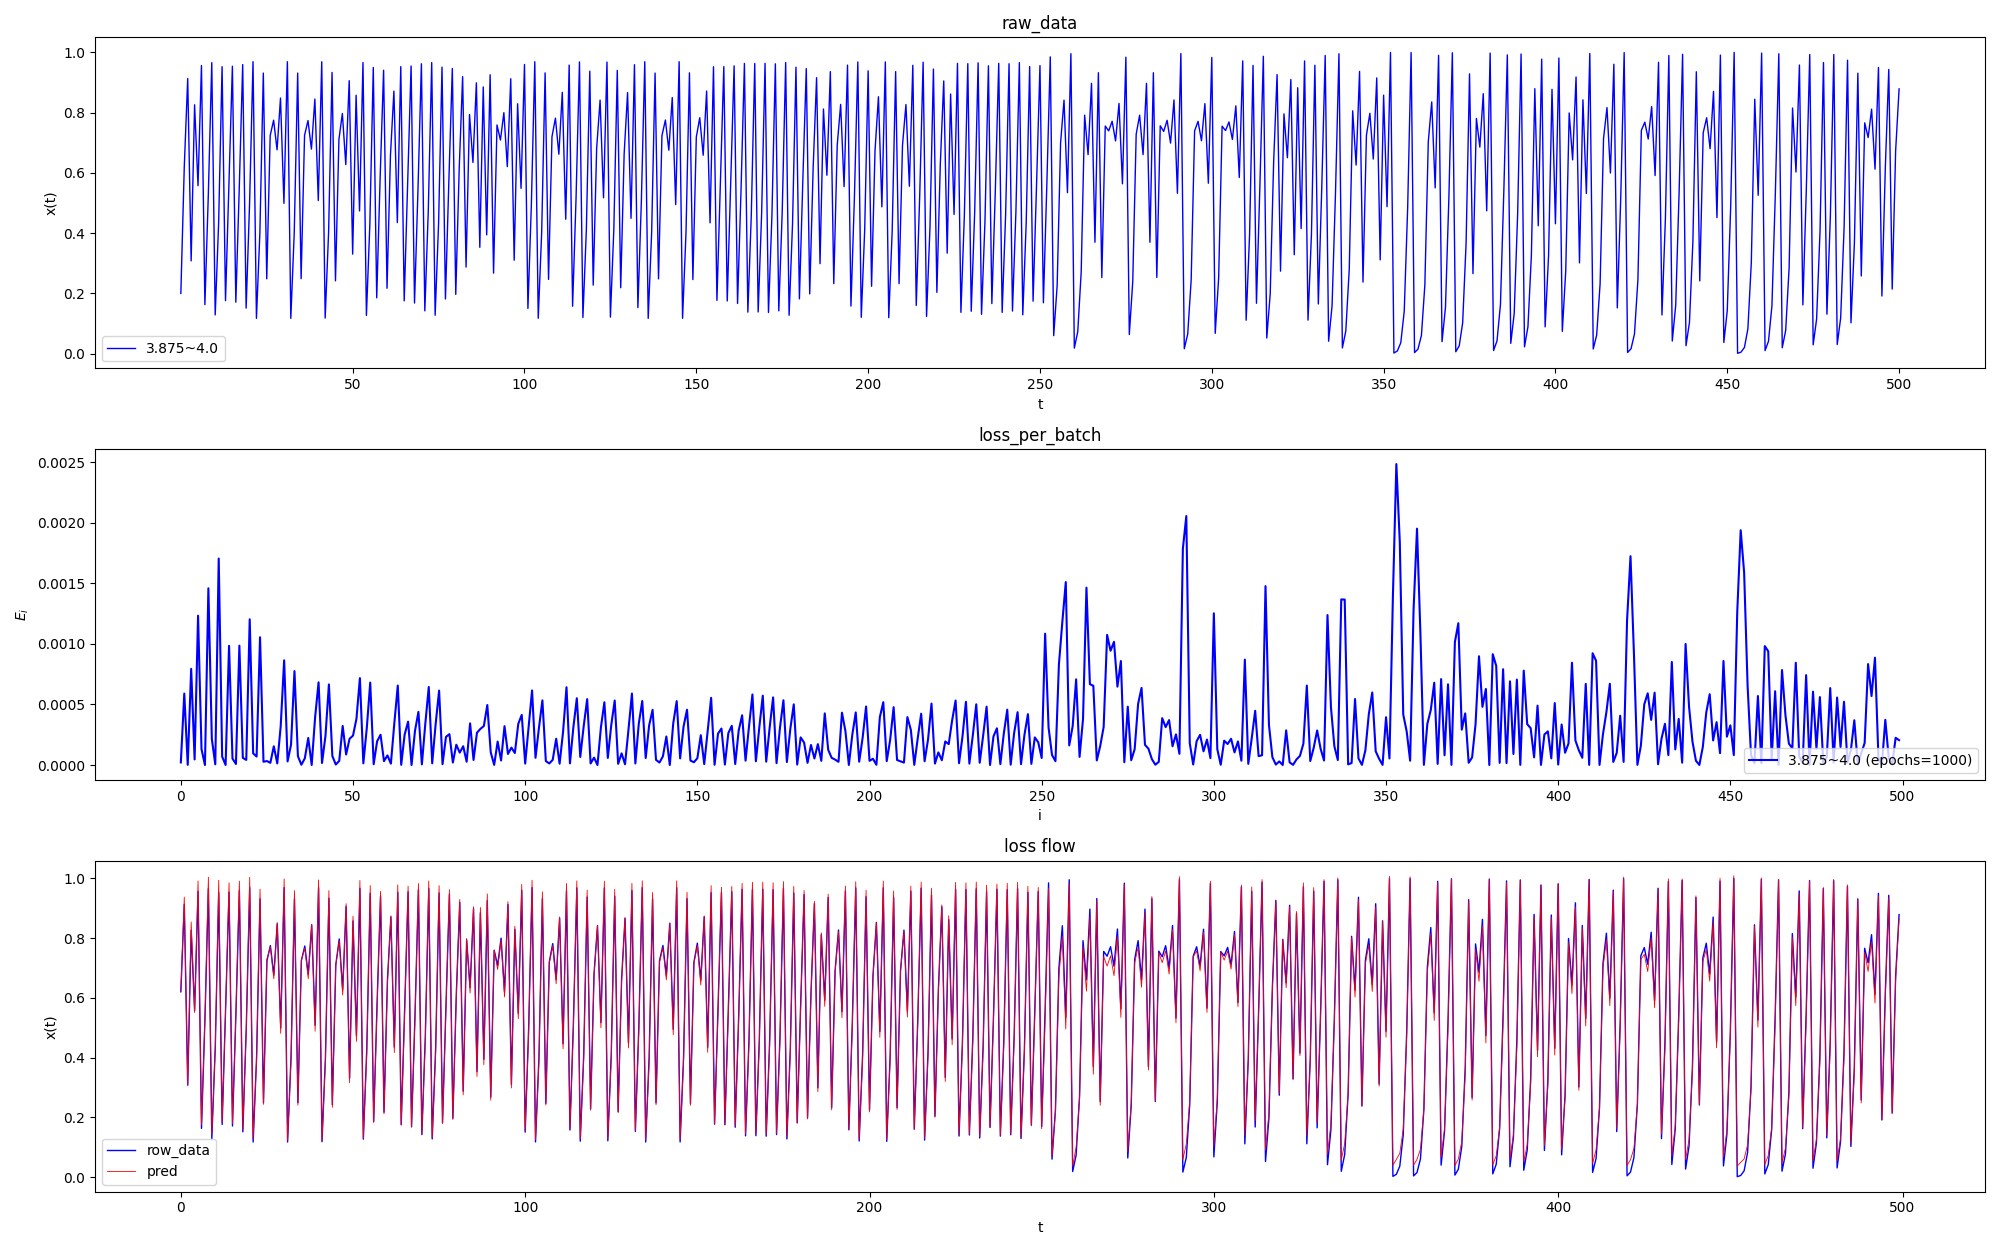 raw_data
1.0
0.8
0.6
0.4
0.2
0.0
x(t)
3.875~4.0
50 100 150 200 250 300 350 400 450 500
t
loss_per_batch
0.0025
0.0020
0.0015
0.0010
0.0005
0.0000
E_i
3.875~4.0 (epochs=1000)
0 50 100 150 200 250 300 350 400 450 500
i
loss flow
1.0
0.8
0.6
0.4
0.2
0.0
x(t)
row_data
pred
0 100 200 300 400 500
t